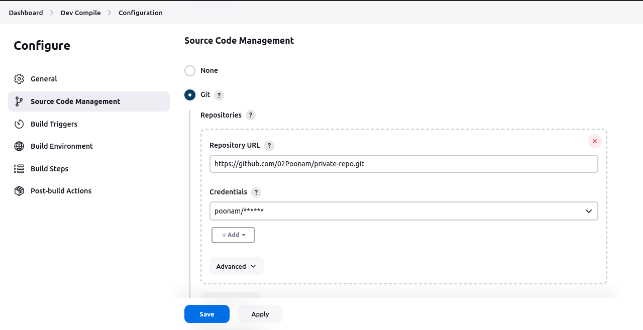 Dashboard > Dev Compile > Configuration
Configure
General
Source Code Management
Build Triggers
Build Environment
Build Steps
Post-build Actions
Source Code Management
None
Git ?
Repositories ?
Repository URL ?
https://github.com/02Poonam/private-repo.git
Credentials ?
poonam/******
+ Add
Advanced
Save
Apply